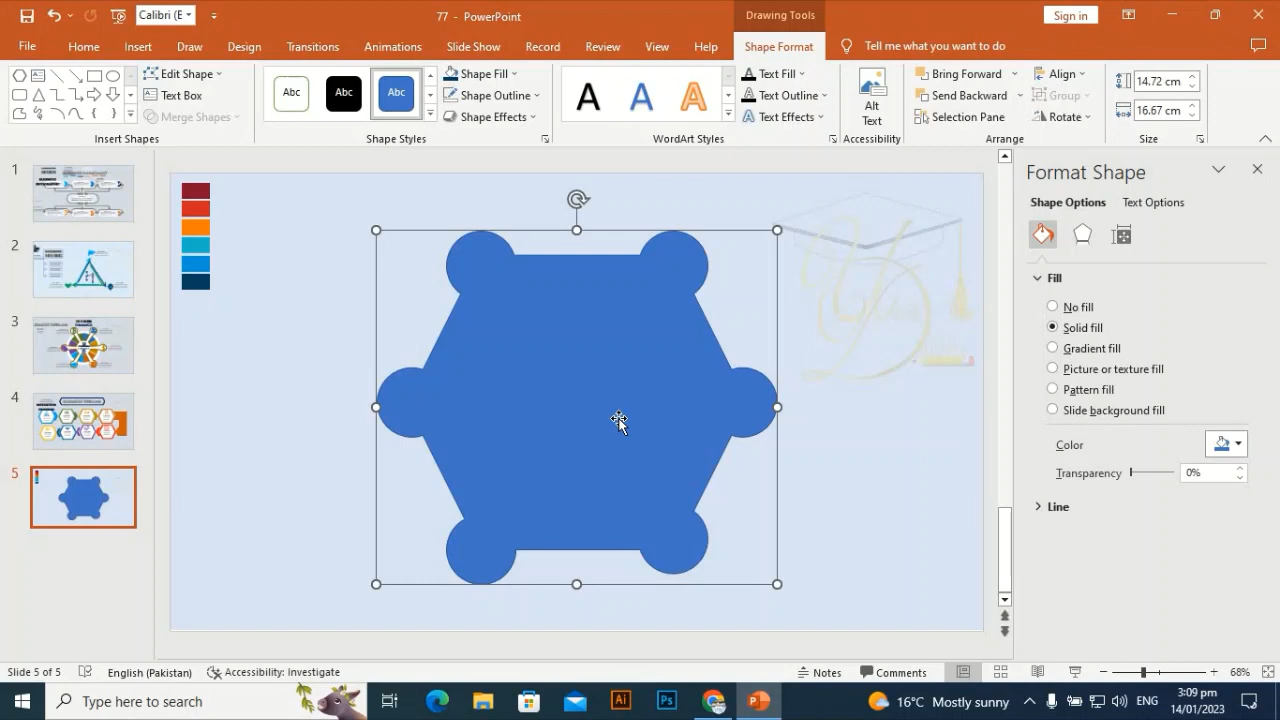 Calibri (E
77 - PowerPoint
Drawing Tools
Sign in
File
Home
Insert
Draw
Design
Transitions
Animations
Slide Show
Record
Review
View
Help
Shape Format
Tell me what you want to do
Edit Shape
Text Box
Merge Shapes
Insert Shapes
Abc
Abc
Abc
Shape Fill
Shape Outline
Shape Effects
Shape Styles
A
A
A
Text Fill
Text Outline
Text Effects
WordArt Styles
Alt
Text
Accessibility
Bring Forward
Send Backward
Selection Pane
Align
Group
Rotate
Arrange
14.72 cm
16.67 cm
Size
1
2
3
4
5
Format Shape
Shape Options
Text Options
Fill
No fill
Solid fill
Gradient fill
Picture or texture fill
Pattern fill
Slide background fill
Color
Transparency
0%
Line
Slide 5 of 5
English (Pakistan)
Accessibility: Investigate
Notes
Comments
68%
Type here to search
Ai
Ps
16°C Mostly sunny
ENG
3:09 pm
14/01/2023